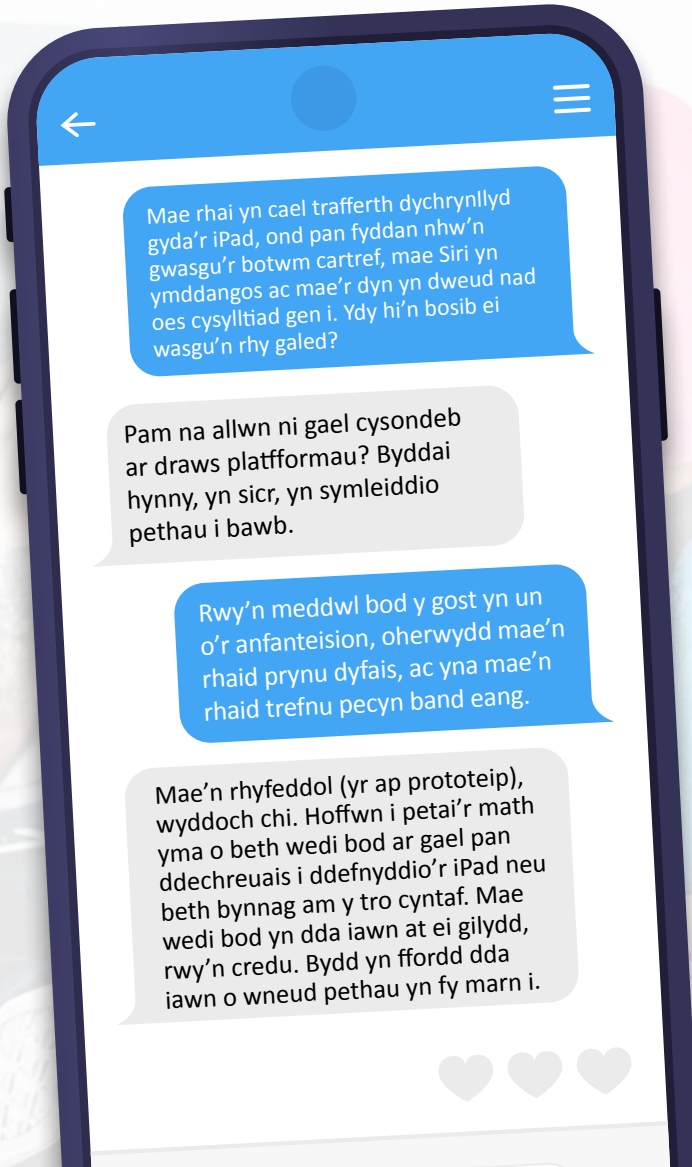 Mae rhai yn cael trafferth dychrynllyd
gyda'r iPad, ond pan fyddan nhw'n
gwasgu'r botwm cartref, mae Siri yn
ymddangos ac mae'r dyn yn dweud nad
oes cysylltiad gen i. Ydy hi'n bosib ei
wasgu'n rhy galed?
Pam na allwn ni gael cysondeb
ar draws platfformau? Byddai
hynny, yn sicr, yn symleiddio
pethau i bawb.
Rwy'n meddwl bod y gost yn un
o'r anfanteision, oherwydd mae'n
rhaid prynu dyfais, ac yna mae'n
rhaid trefnu pecyn band eang.
Mae'n rhyfeddol (yr ap prototeip),
wyddoch chi. Hoffwn i petai'r math
yma o beth wedi bod ar gael pan
ddechreuais i ddefnyddio'r iPad neu
beth bynnag am y tro cyntaf. Mae
wedi bod yn dda iawn at ei gilydd,
rwy'n credu. Bydd yn ffordd dda
iawn o wneud pethau yn fy marn i.